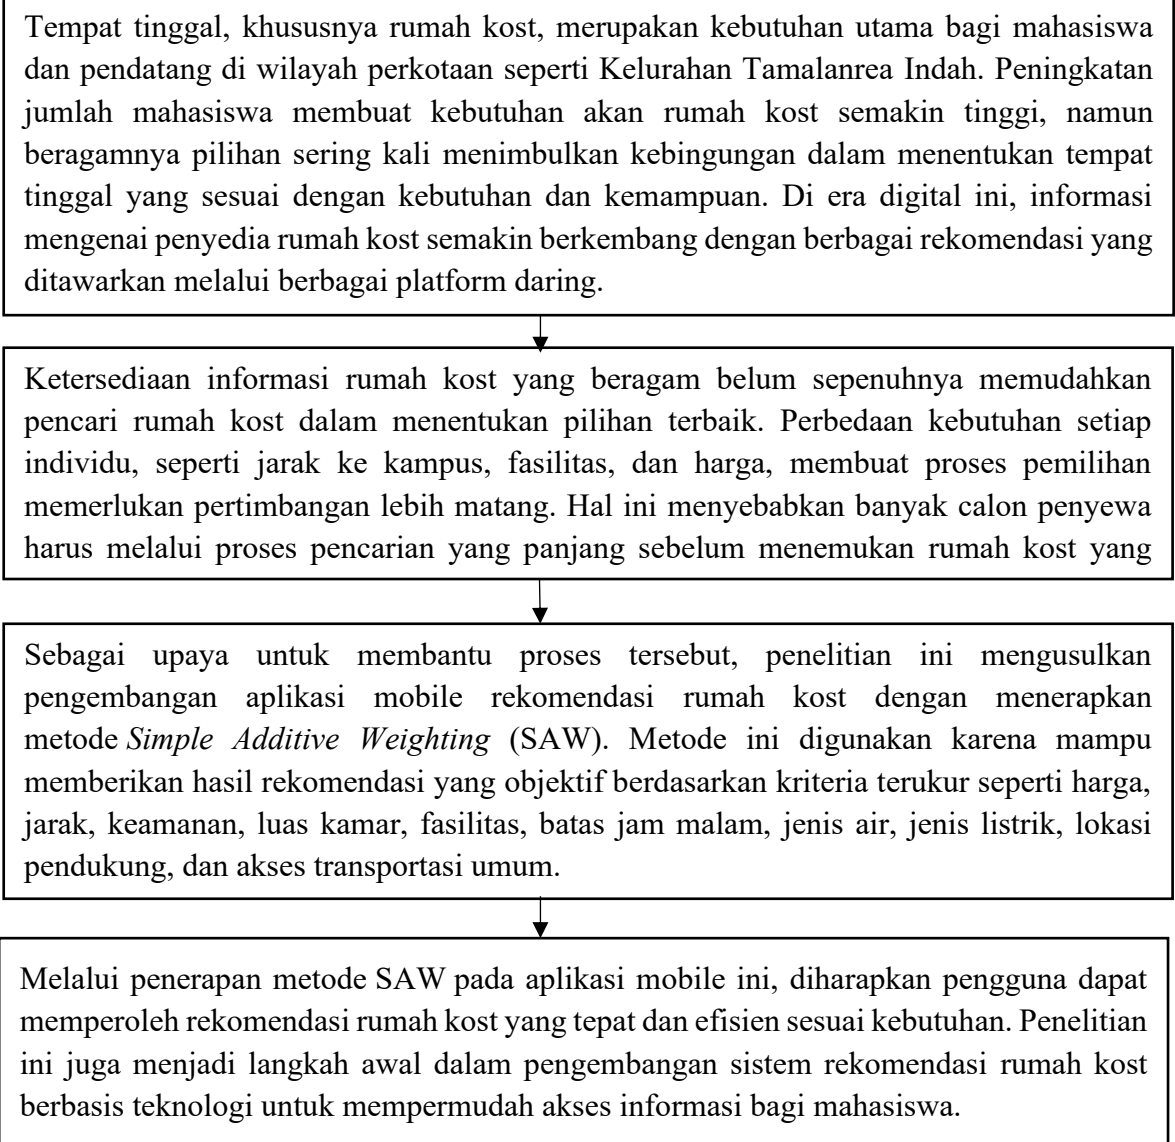 Tempat tinggal, khususnya rumah kost, merupakan kebutuhan utama bagi mahasiswa
dan pendatang di wilayah perkotaan seperti Kelurahan Tamalanrea Indah. Peningkatan
jumlah mahasiswa membuat kebutuhan akan rumah kost semakin tinggi, namun
beragamnya pilihan sering kali menimbulkan kebingungan dalam menentukan tempat
tinggal yang sesuai dengan kebutuhan dan kemampuan. Di era digital ini, informasi
mengenai penyedia rumah kost semakin berkembang dengan berbagai rekomendasi yang
ditawarkan melalui berbagai platform daring.
Ketersediaan informasi rumah kost yang beragam belum sepenuhnya memudahkan
pencari rumah kost dalam menentukan pilihan terbaik. Perbedaan kebutuhan setiap
individu, seperti jarak ke kampus, fasilitas, dan harga, membuat proses pemilihan
memerlukan pertimbangan lebih matang. Hal ini menyebabkan banyak calon penyewa
harus melalui proses pencarian yang panjang sebelum menemukan rumah kost yang
Sebagai upaya untuk membantu proses tersebut, penelitian ini mengusulkan
pengembangan aplikasi mobile rekomendasi rumah kost dengan menerapkan
metode Simple Additive Weighting (SAW). Metode ini digunakan karena mampu
memberikan hasil rekomendasi yang objektif berdasarkan kriteria terukur seperti harga,
jarak, keamanan, luas kamar, fasilitas, batas jam malam, jenis air, jenis listrik, lokasi
pendukung, dan akses transportasi umum.
Melalui penerapan metode SAW pada aplikasi mobile ini, diharapkan pengguna dapat
memperoleh rekomendasi rumah kost yang tepat dan efisien sesuai kebutuhan. Penelitian
ini juga menjadi langkah awal dalam pengembangan sistem rekomendasi rumah kost
berbasis teknologi untuk mempermudah akses informasi bagi mahasiswa.